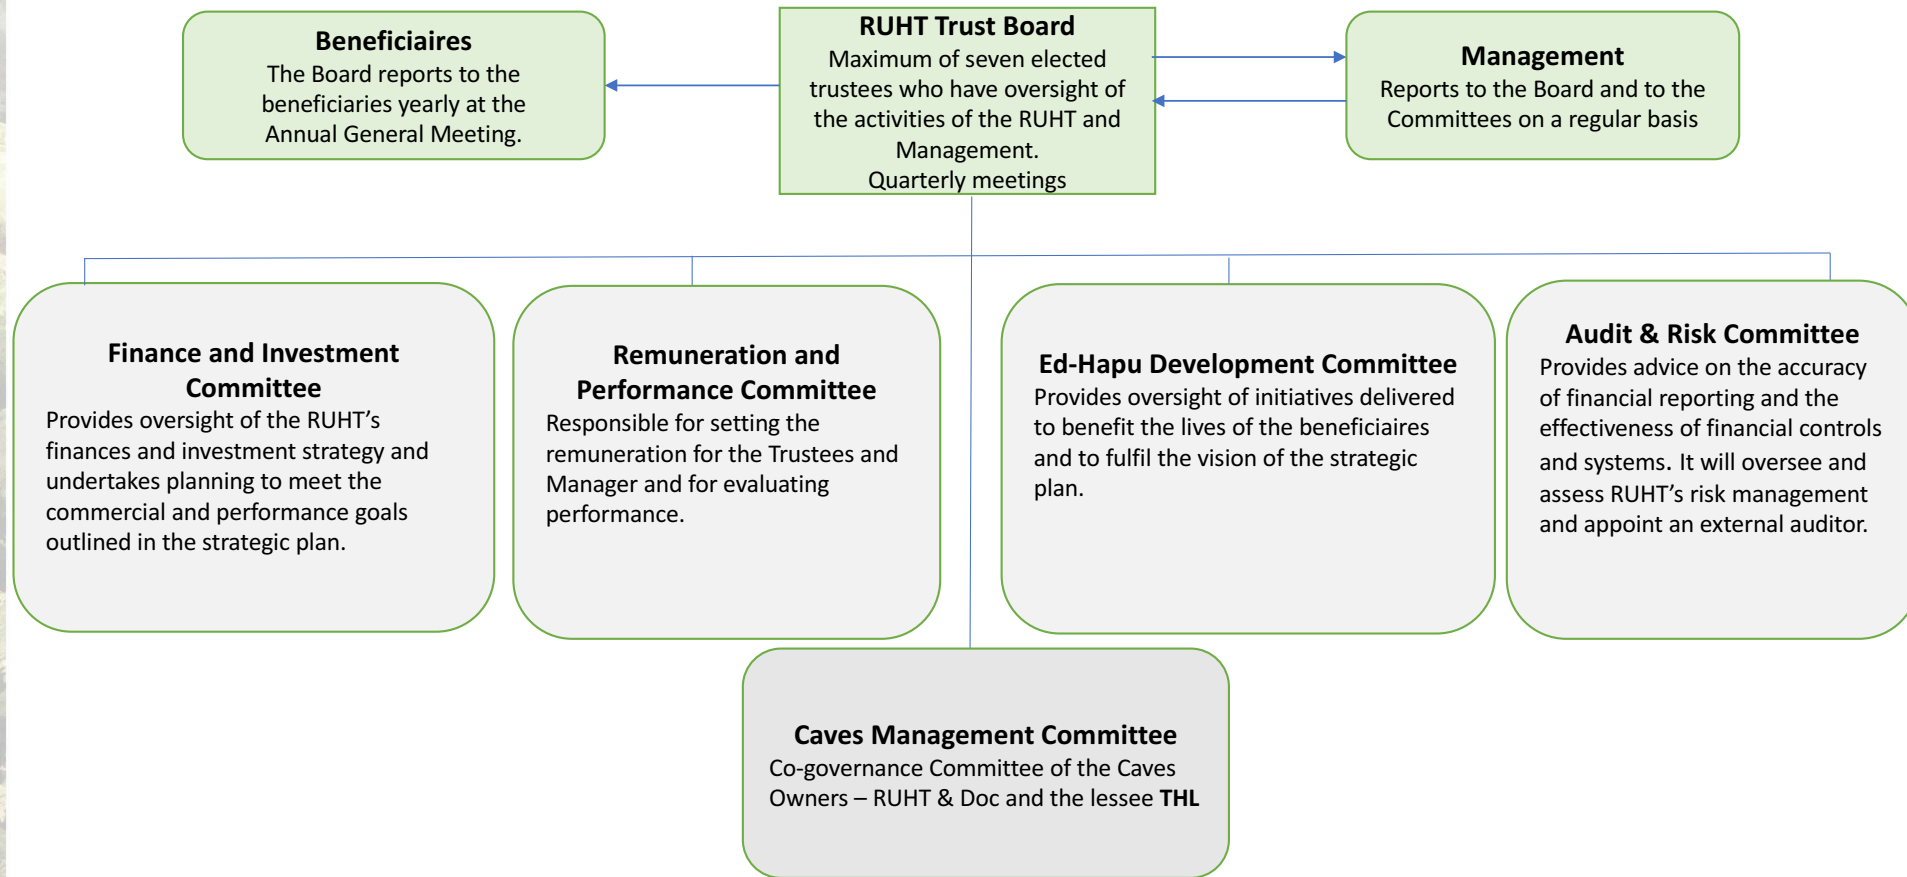 Beneficiaires
The Board reports to the
beneficiaries yearly at the
Annual General Meeting.
RUHT Trust Board
Maximum of seven elected
trustees who have oversight of
the activities of the RUHT and
Management.
Quarterly meetings
Management
Reports to the Board and to the
Committees on a regular basis
Finance and Investment
Committee
Provides oversight of the RUHT’s
finances and investment strategy and
undertakes planning to meet the
commercial and performance goals
outlined in the strategic plan.
Remuneration and
Performance Committee
Responsible for setting the
remuneration for the Trustees and
Manager and for evaluating
performance.
Ed-Hapu Development Committee
Provides oversight of initiatives delivered
to benefit the lives of the beneficiaires
and to fulfil the vision of the strategic
plan.
Audit & Risk Committee
Provides advice on the accuracy
of financial reporting and the
effectiveness of financial controls
and systems. It will oversee and
assess RUHT’s risk management
and appoint an external auditor.
Caves Management Committee
Co-governance Committee of the Caves
Owners – RUHT & Doc and the lessee THL